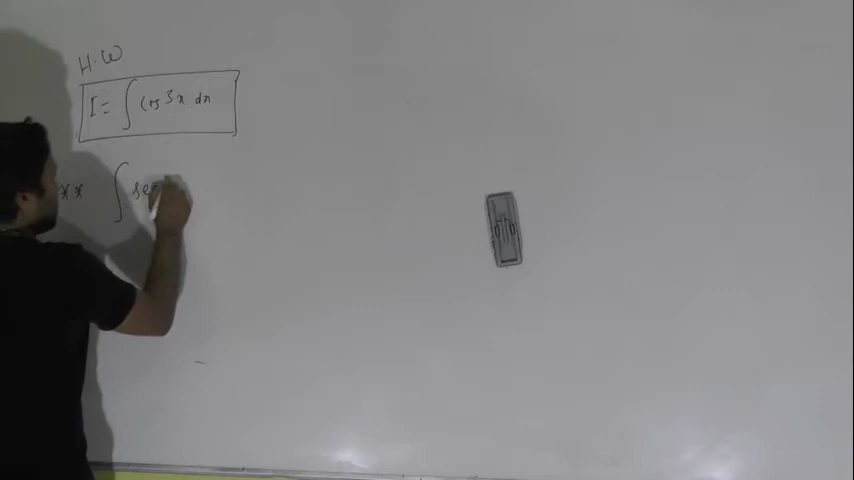 H.W
I = ∫ Cos 3x dx
** ∫ sec